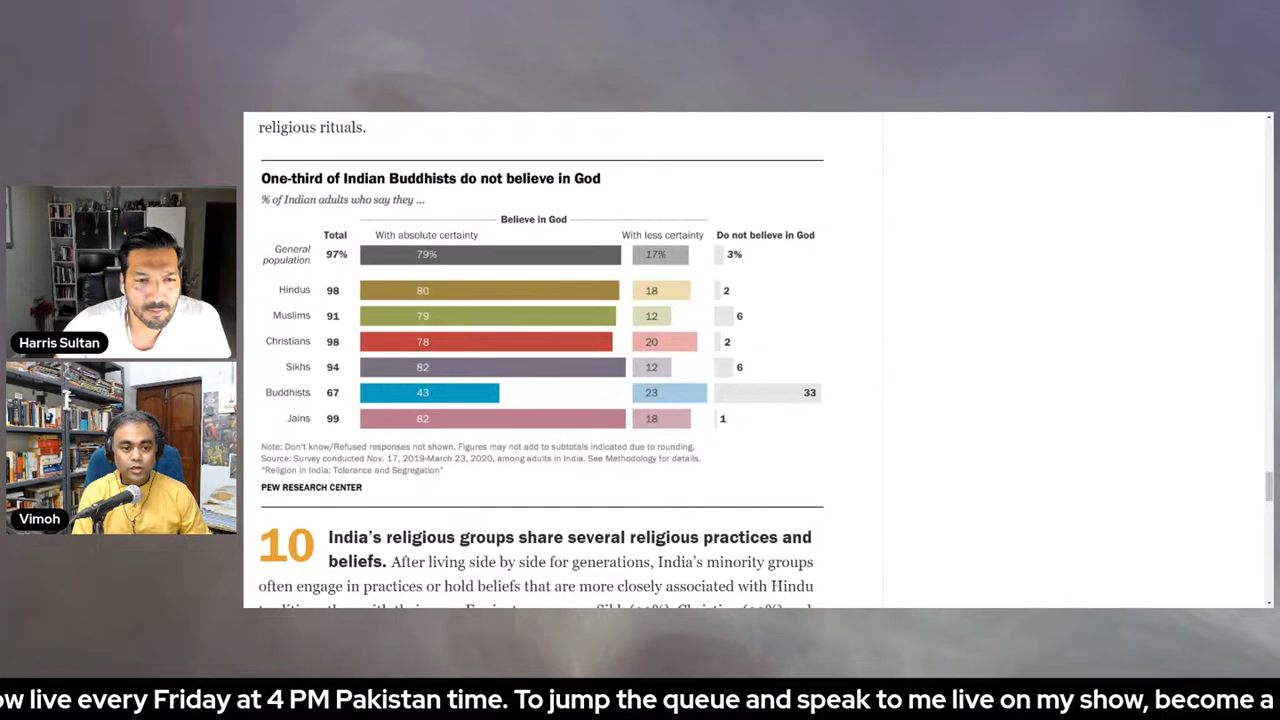 religious rituals.
One-third of Indian Buddhists do not believe in God
% of Indian adults who say they ...
Believe in God
Total With absolute certainty With less certainty Do not believe in God
General population 97% 79% 17% 3%
Hindus 98 80 18 2
Muslims 91 79 12 6
Christians 98 78 20 2
Sikhs 94 82 12 6
Buddhists 67 43 23 33
Jains 99 82 18 1
Note: Don't know/Refused responses not shown. Figures may not add to subtotals indicated due to rounding.
Source: Survey conducted Nov. 17, 2019-March 23, 2020, among adults in India. See Methodology for details.
"Religion in India: Tolerance and Segregation"
PEW RESEARCH CENTER
10 India's religious groups share several religious practices and
beliefs. After living side by side for generations, India's minority groups
often engage in practices or hold beliefs that are more closely associated with Hindu
Harris Sultan
Vimoh
ow live every Friday at 4 PM Pakistan time. To jump the queue and speak to me live on my show, become a